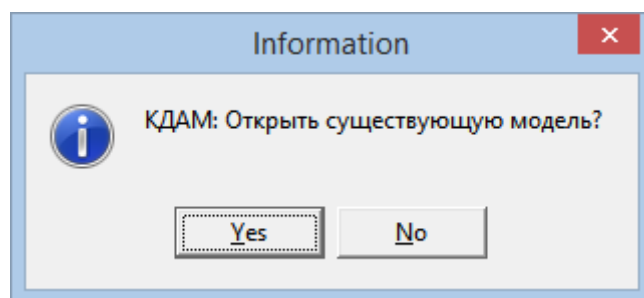 Information
КДАМ: Открыть существующую модель?
Yes
No